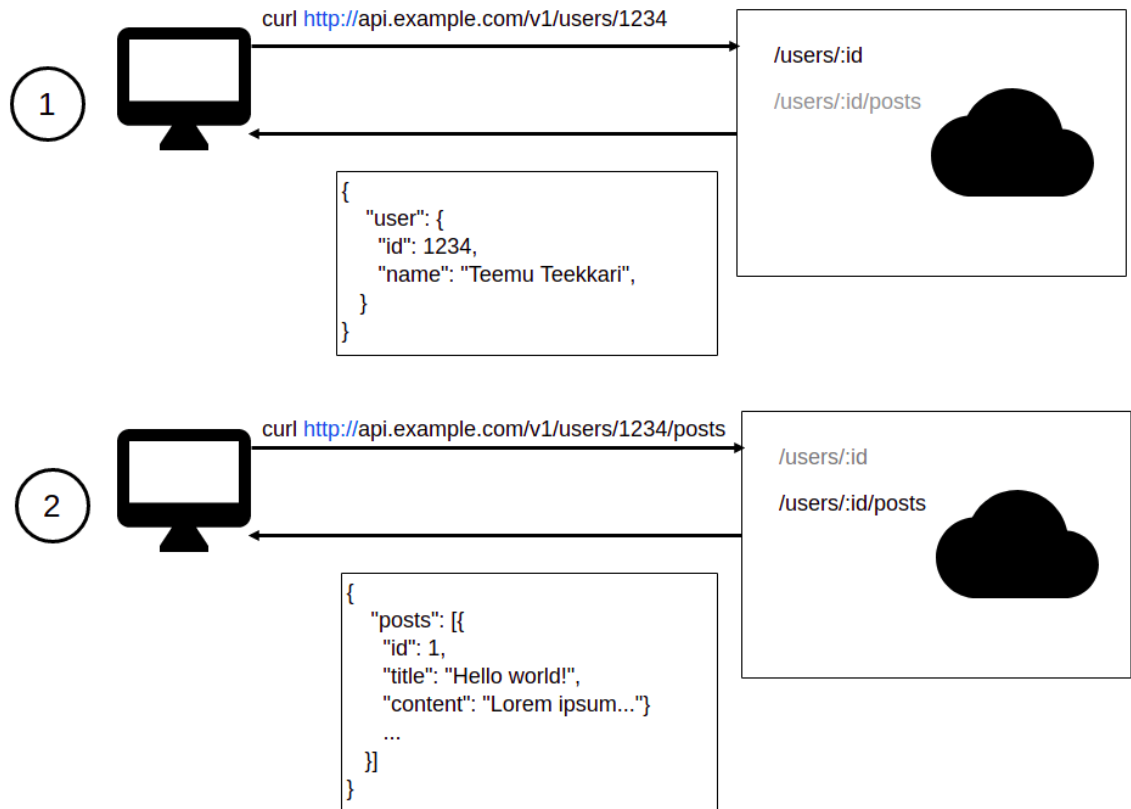 curl http://api.example.com/v1/users/1234
/users/:id
1
/users/:id/posts
{
"user": {
"id": 1234,
"name": "Teemu Teekkari",
}
}
curl http://api.example.com/v1/users/1234/posts
/users/:id
2
/users/:id/posts
{
"posts": [{
"id": 1,
"title": "Hello world!",
"content": "Lorem ipsum..."}
...
}]
}